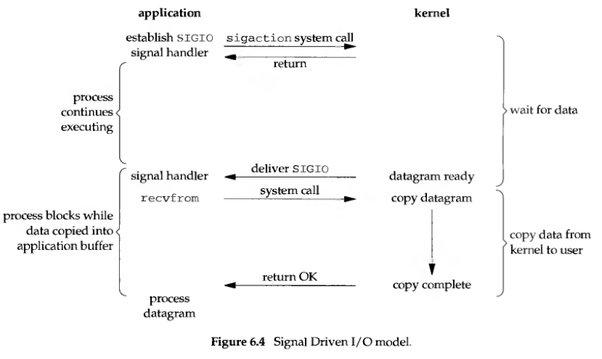 application kernel
establish SIGIO sigaction system call
signal handler return
process
continues
executing
wait for data
deliver SIGIO
signal handler datagram ready
system call
recvfrom copy datagram
process blocks while
data copied into
application buffer
copy data from
kernel to user
return OK
copy complete
process
datagram
Figure 6.4 Signal Driven I/O model.